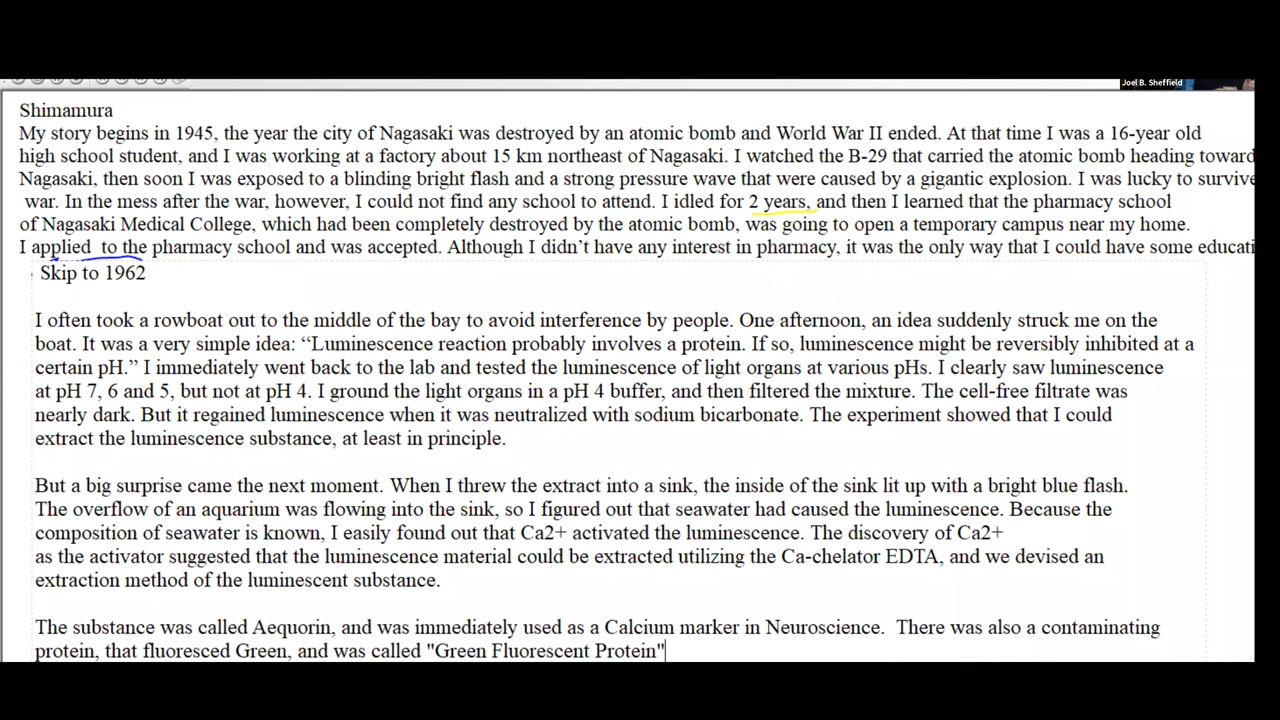 Joel B. Sheffield
Shimamura
My story begins in 1945, the year the city of Nagasaki was destroyed by an atomic bomb and World War II ended. At that time I was a 16-year old
high school student, and I was working at a factory about 15 km northeast of Nagasaki. I watched the B-29 that carried the atomic bomb heading toward
Nagasaki, then soon I was exposed to a blinding bright flash and a strong pressure wave that were caused by a gigantic explosion. I was lucky to survive
war. In the mess after the war, however, I could not find any school to attend. I idled for 2 years, and then I learned that the pharmacy school
of Nagasaki Medical College, which had been completely destroyed by the atomic bomb, was going to open a temporary campus near my home.
I applied to the pharmacy school and was accepted. Although I didn’t have any interest in pharmacy, it was the only way that I could have some educati
Skip to 1962
I often took a rowboat out to the middle of the bay to avoid interference by people. One afternoon, an idea suddenly struck me on the
boat. It was a very simple idea: “Luminescence reaction probably involves a protein. If so, luminescence might be reversibly inhibited at a
certain pH.” I immediately went back to the lab and tested the luminescence of light organs at various pHs. I clearly saw luminescence
at pH 7, 6 and 5, but not at pH 4. I ground the light organs in a pH 4 buffer, and then filtered the mixture. The cell-free filtrate was
nearly dark. But it regained luminescence when it was neutralized with sodium bicarbonate. The experiment showed that I could
extract the luminescence substance, at least in principle.
But a big surprise came the next moment. When I threw the extract into a sink, the inside of the sink lit up with a bright blue flash.
The overflow of an aquarium was flowing into the sink, so I figured out that seawater had caused the luminescence. Because the
composition of seawater is known, I easily found out that Ca2+ activated the luminescence. The discovery of Ca2+
as the activator suggested that the luminescence material could be extracted utilizing the Ca-chelator EDTA, and we devised an
extraction method of the luminescent substance.
The substance was called Aequorin, and was immediately used as a Calcium marker in Neuroscience. There was also a contaminating
protein, that fluoresced Green, and was called "Green Fluorescent Protein"